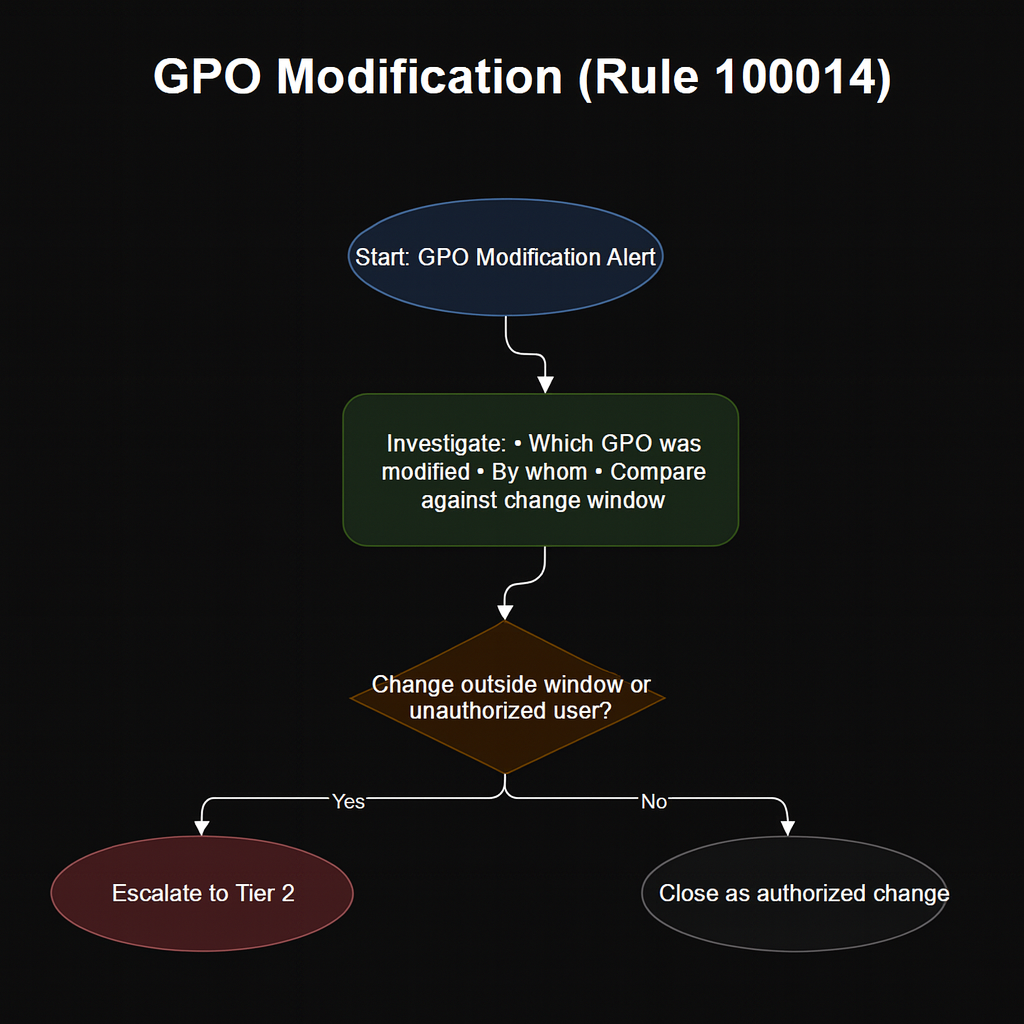 GPO Modification (Rule 100014)
Start: GPO Modification Alert
Investigate: • Which GPO was
modified • By whom • Compare
against change window
Change outside window or
unauthorized user?
Yes
No
Escalate to Tier 2
Close as authorized change